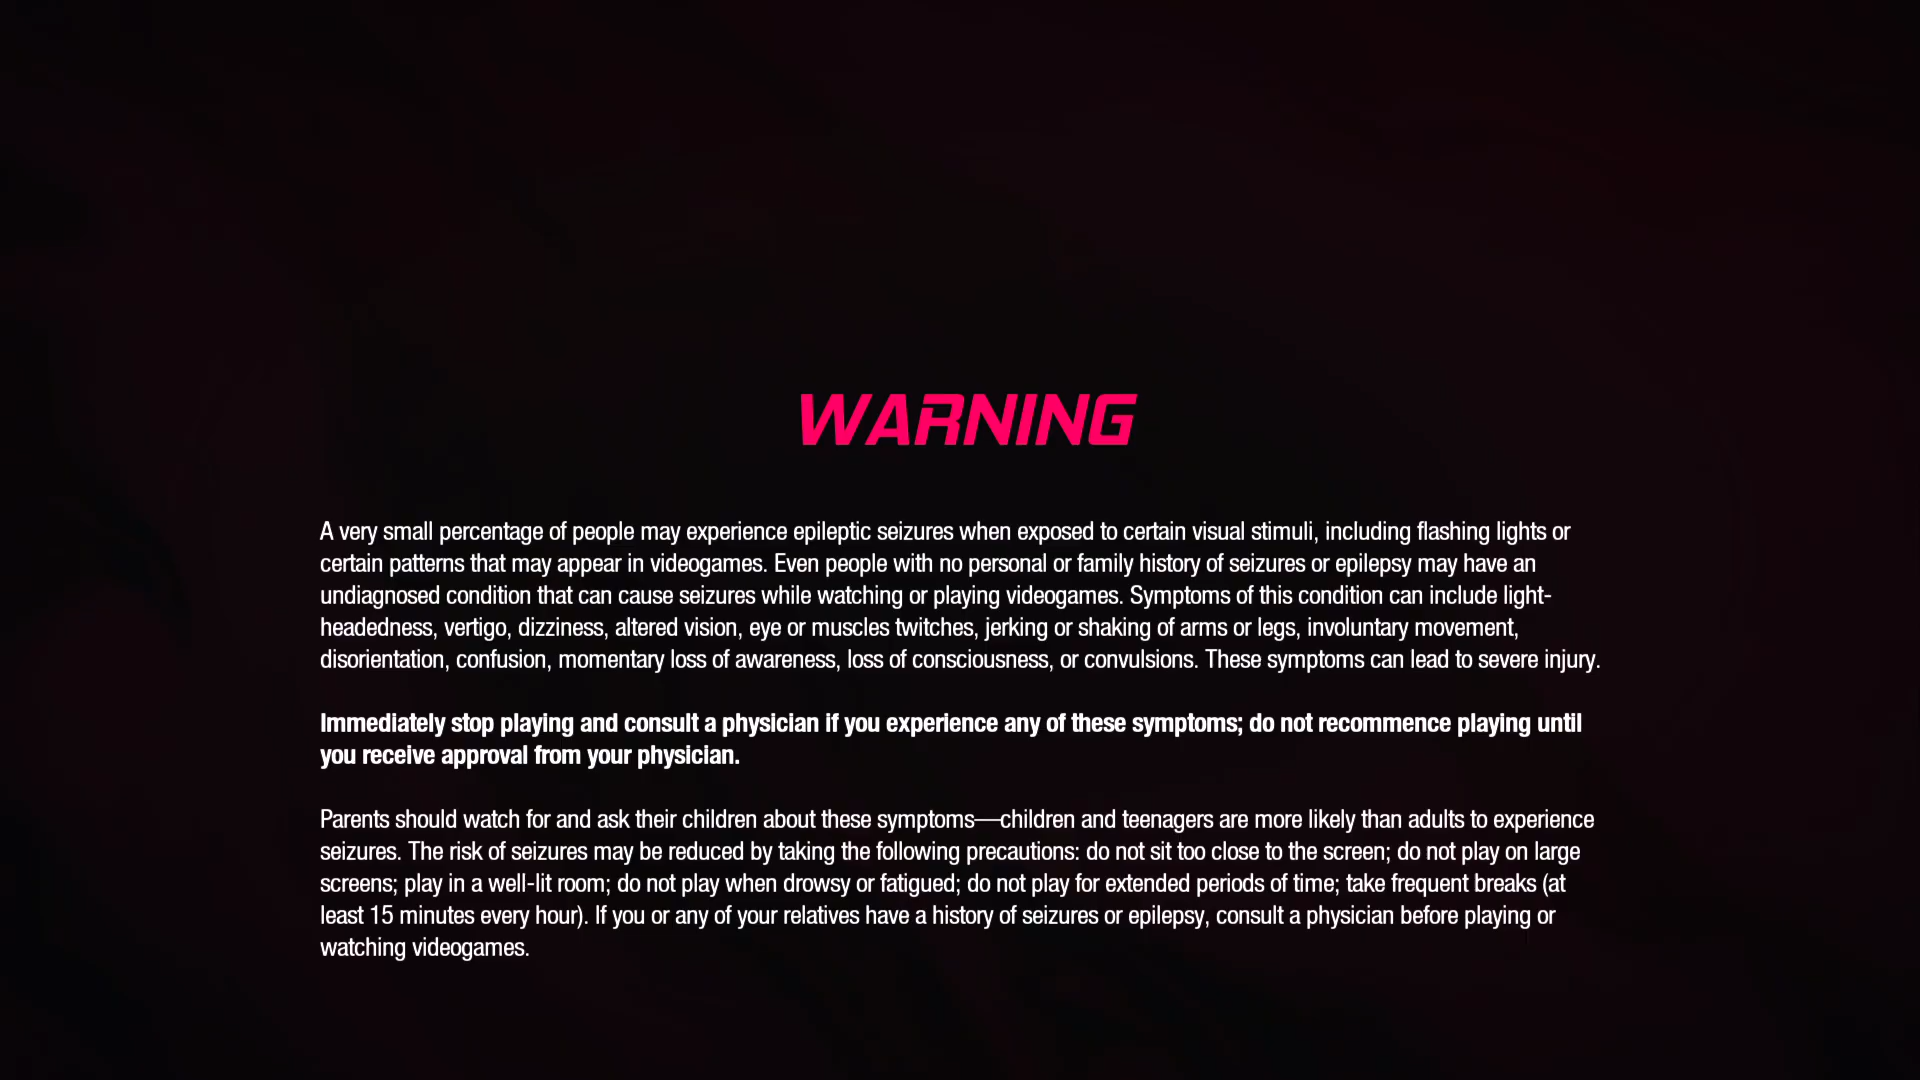 WARNING
A very small percentage of people may experience epileptic seizures when exposed to certain visual stimuli, including flashing lights or
certain patterns that may appear in videogames. Even people with no personal or family history of seizures or epilepsy may have an
undiagnosed condition that can cause seizures while watching or playing videogames. Symptoms of this condition can include light-
headedness, vertigo, dizziness, altered vision, eye or muscles twitches, jerking or shaking of arms or legs, involuntary movement,
disorientation, confusion, momentary loss of awareness, loss of consciousness, or convulsions. These symptoms can lead to severe injury.
Immediately stop playing and consult a physician if you experience any of these symptoms; do not recommence playing until
you receive approval from your physician.
Parents should watch for and ask their children about these symptoms—children and teenagers are more likely than adults to experience
seizures. The risk of seizures may be reduced by taking the following precautions: do not sit too close to the screen; do not play on large
screens; play in a well-lit room; do not play when drowsy or fatigued; do not play for extended periods of time; take frequent breaks (at
least 15 minutes every hour). If you or any of your relatives have a history of seizures or epilepsy, consult a physician before playing or
watching videogames.